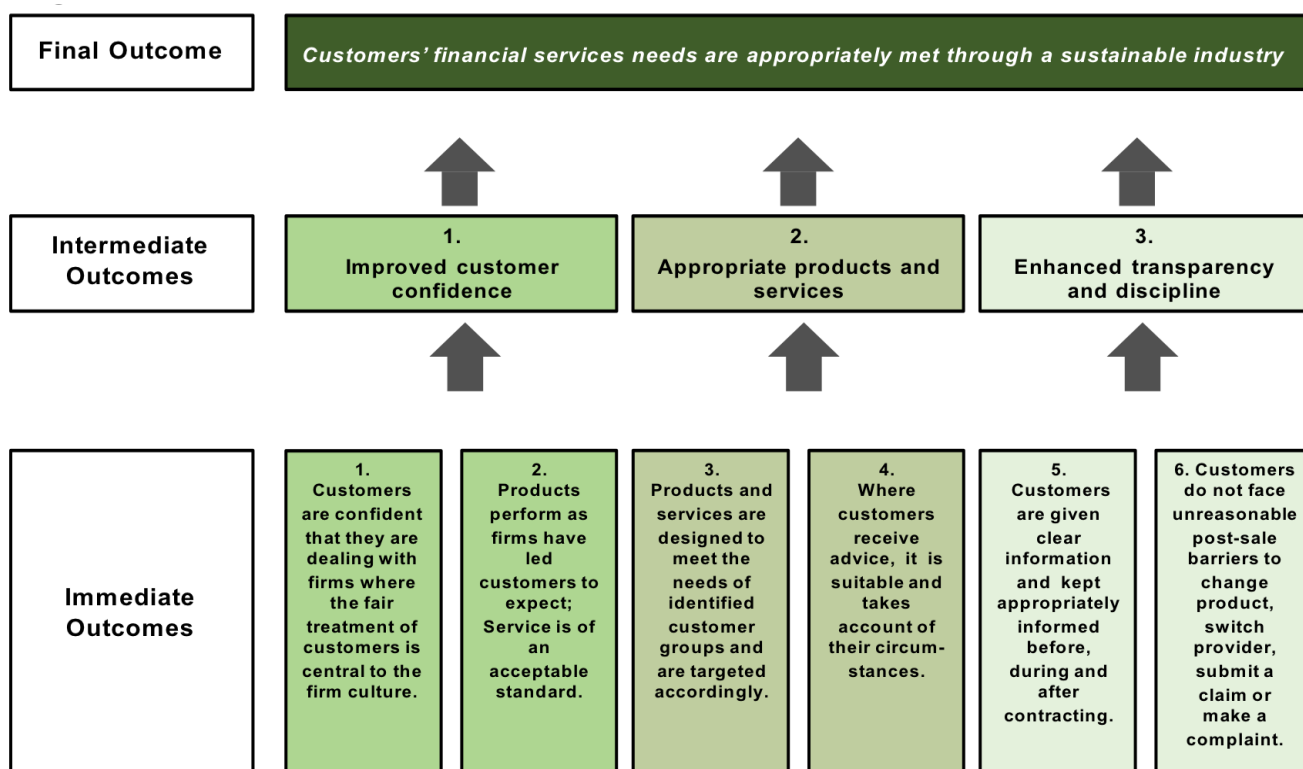 Final Outcome
Customers' financial services needs are appropriately met through a sustainable industry
Intermediate
Outcomes
1.
Improved customer
confidence
2.
Appropriate products and
services
3.
Enhanced transparency
and discipline
Immediate
Outcomes
1.
Customers
are confident
that they are
dealing with
firms where
the fair
treatment of
customers is
central to the
firm culture.
2.
Products
perform as
firms have
led
customers to
expect;
Service is of
an
acceptable
standard.
3.
Products and
services are
designed to
meet the
needs of
identified
customer
groups and
are targeted
accordingly.
4.
Where
customers
receive
advice, it is
suitable and
takes
account of
their circum-
stances.
5.
Customers
are given
clear
information
and kept
appropriately
informed
before,
during and
after
contracting.
6. Customers
do not face
unreasonable
post-sale
barriers to
change
product,
switch
provider,
submit a
claim or
make a
complaint.